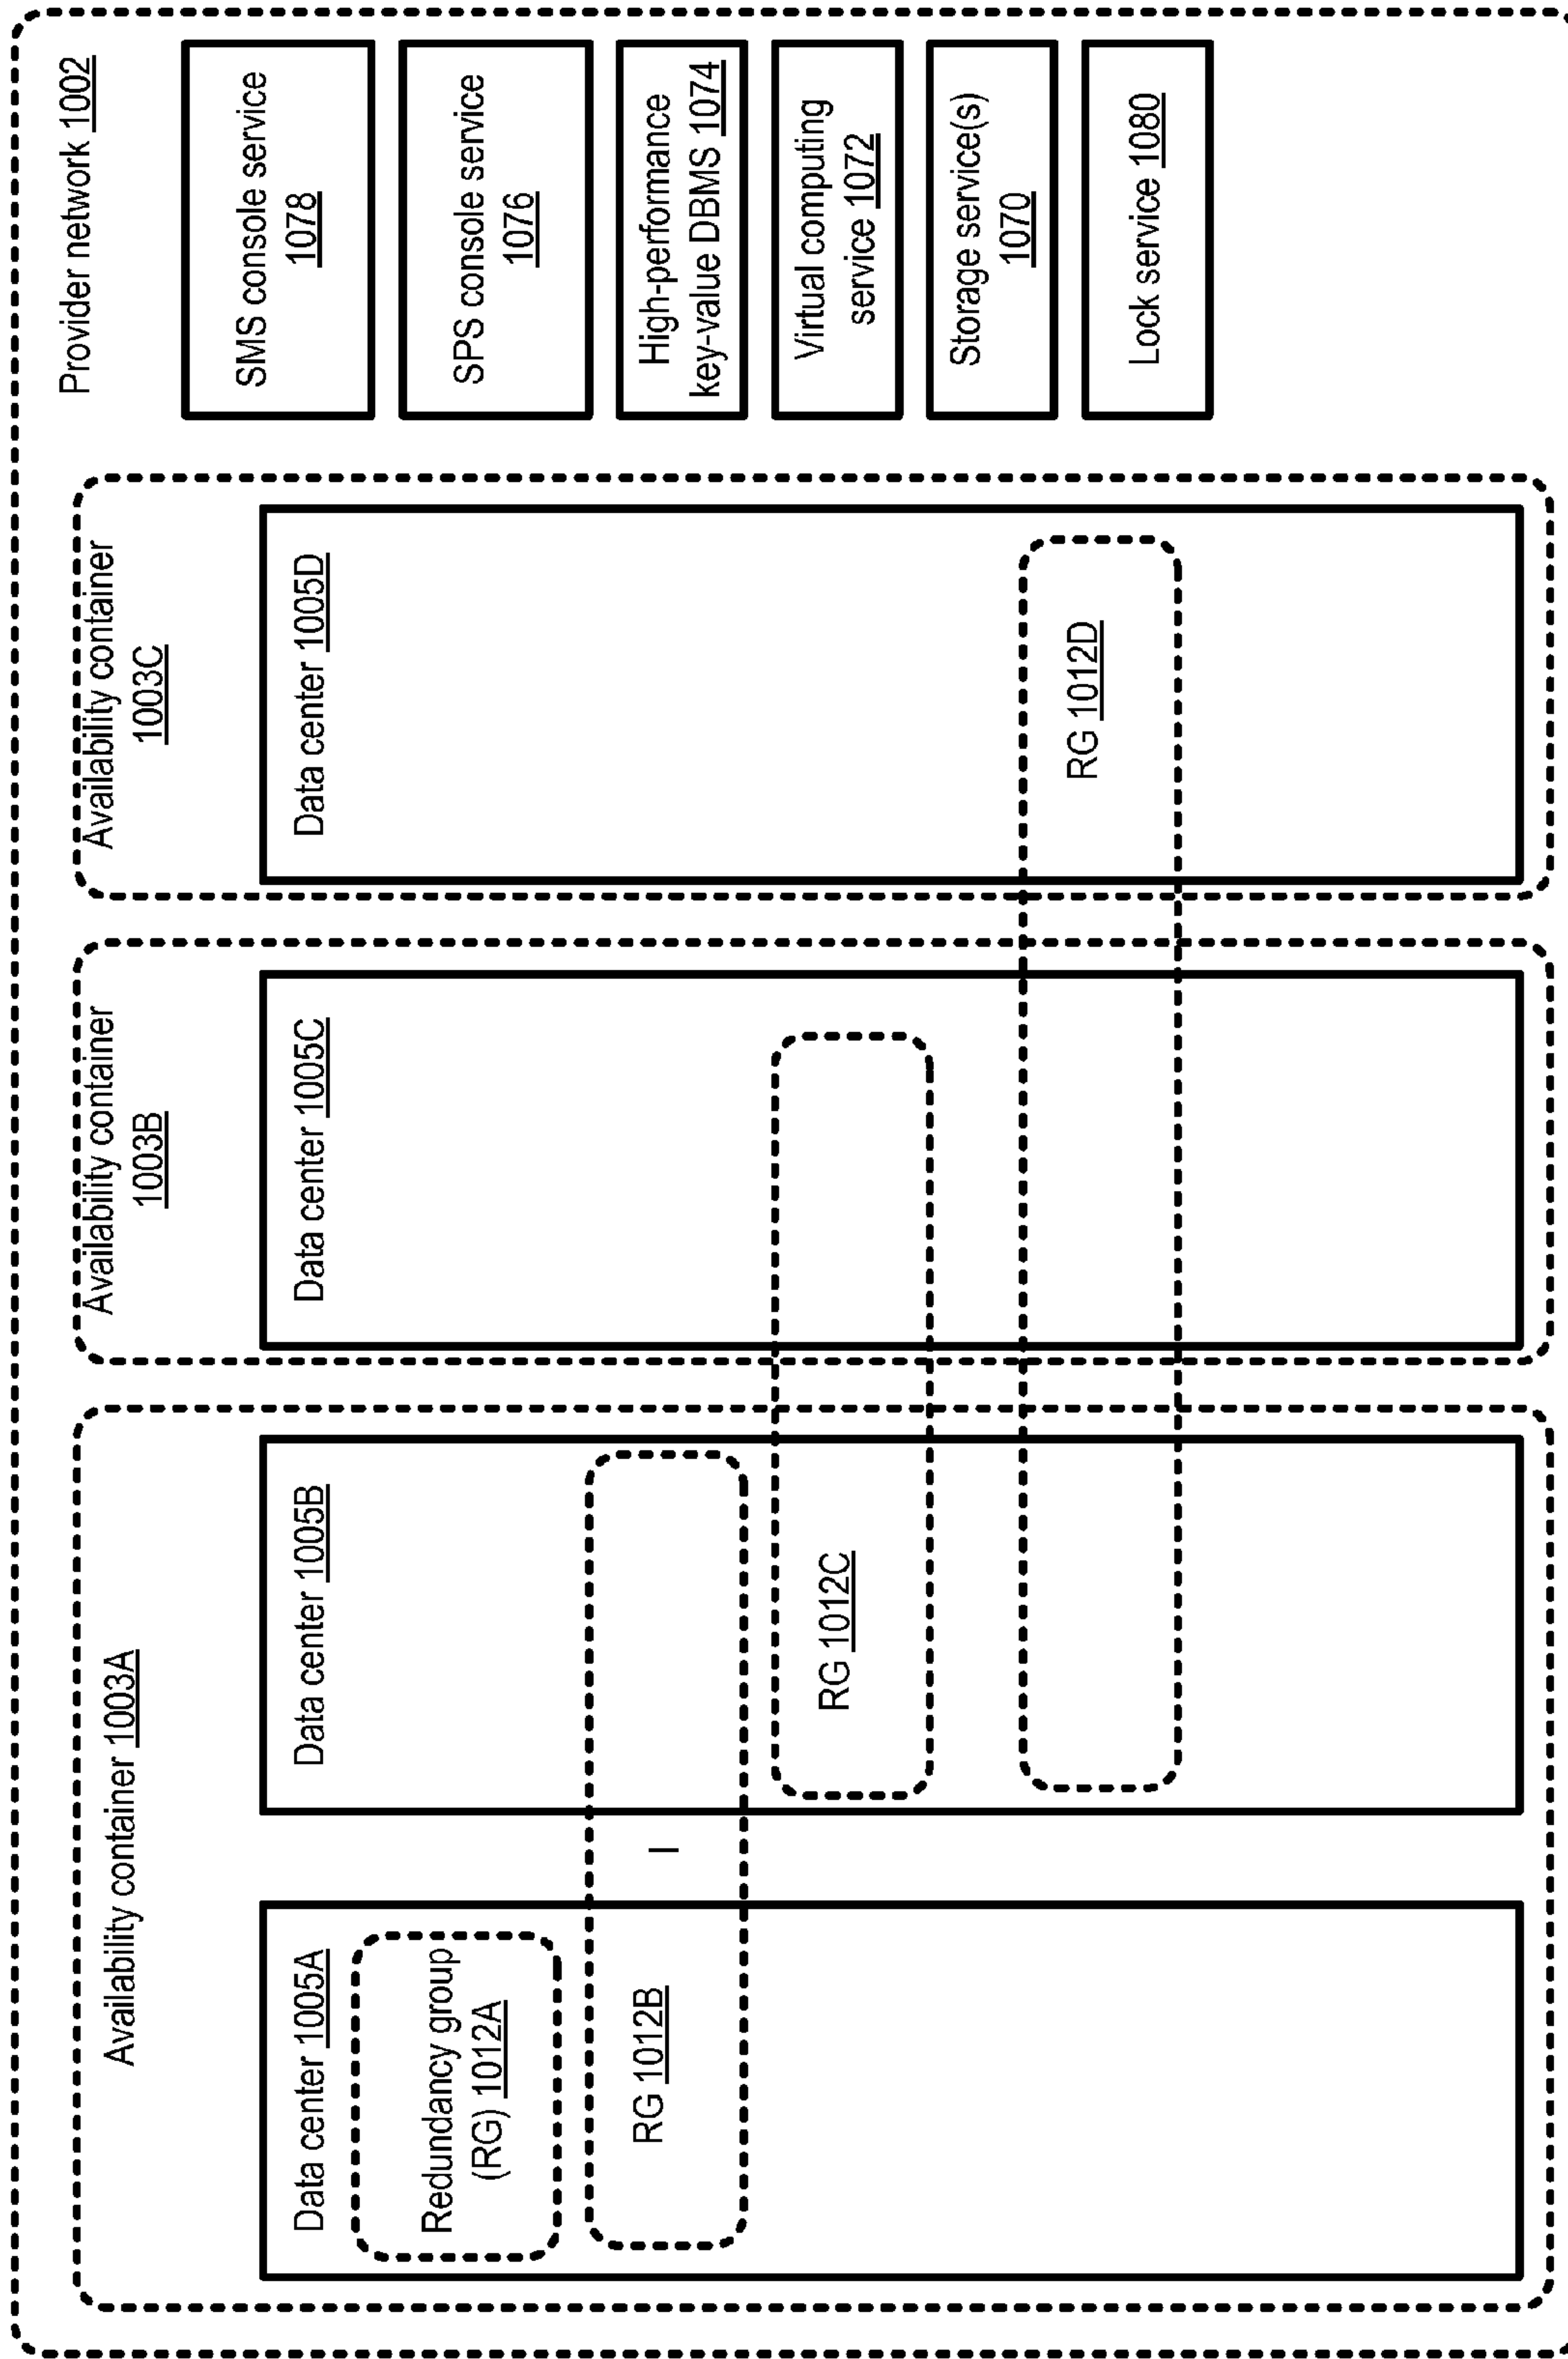 Provider network 1002
Availability container 1003A
Data center 1005A
Redundancy group
(RG) 1012A
RG 1012B
Data center 1005B
RG 1012C
Availability container
1003B
Data center 1005C
Availability container
1003C
Data center 1005D
RG 1012D
SMS console service
1078
SPS console service
1076
High-performance
key-value DBMS 1074
Virtual computing
service 1072
Storage service(s)
1070
Lock service 1080